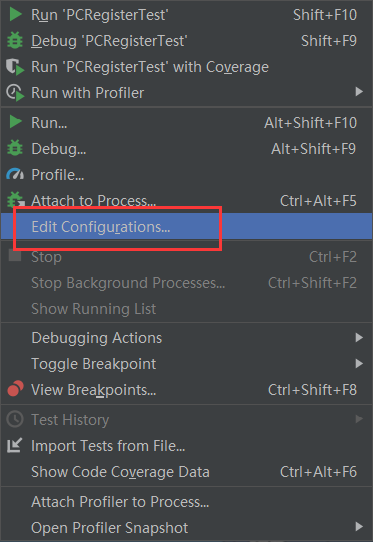 Run 'PCRegisterTest' Shift+F10
Debug 'PCRegisterTest' Shift+F9
Run 'PCRegisterTest' with Coverage
Run with Profiler
Run... Alt+Shift+F10
Debug... Alt+Shift+F9
Profile...
Attach to Process... Ctrl+Alt+F5
Edit Configurations...
Stop Ctrl+F2
Stop Background Processes... Ctrl+Shift+F2
Show Running List
Debugging Actions
Toggle Breakpoint
View Breakpoints... Ctrl+Shift+F8
Test History
Import Tests from File...
Show Code Coverage Data Ctrl+Alt+F6
Attach Profiler to Process...
Open Profiler Snapshot